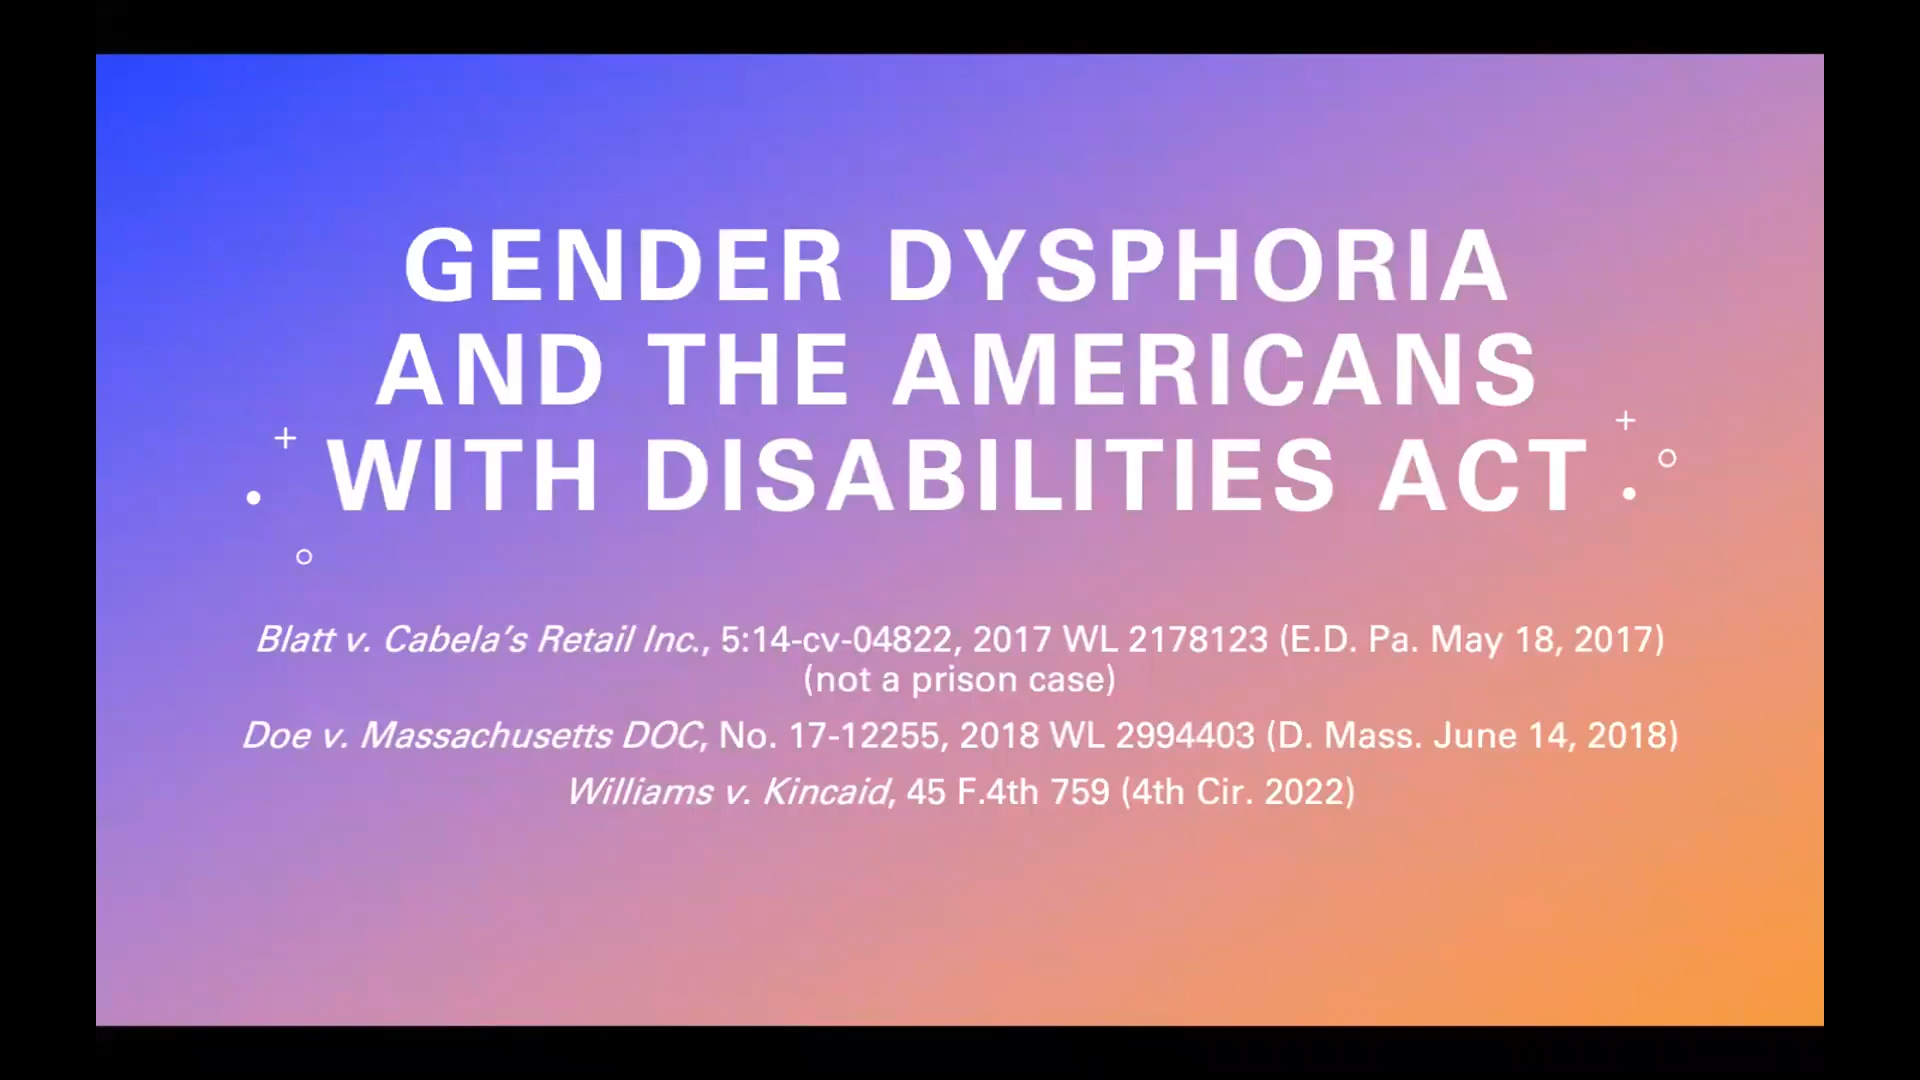 GENDER DYSPHORIA
AND THE AMERICANS
WITH DISABILITIES ACT
Blatt v. Cabela’s Retail Inc., 5:14-cv-04822, 2017 WL 2178123 (E.D. Pa. May 18, 2017)
(not a prison case)
Doe v. Massachusetts DOC, No. 17-12255, 2018 WL 2994403 (D. Mass. June 14, 2018)
Williams v. Kincaid, 45 F.4th 759 (4th Cir. 2022)